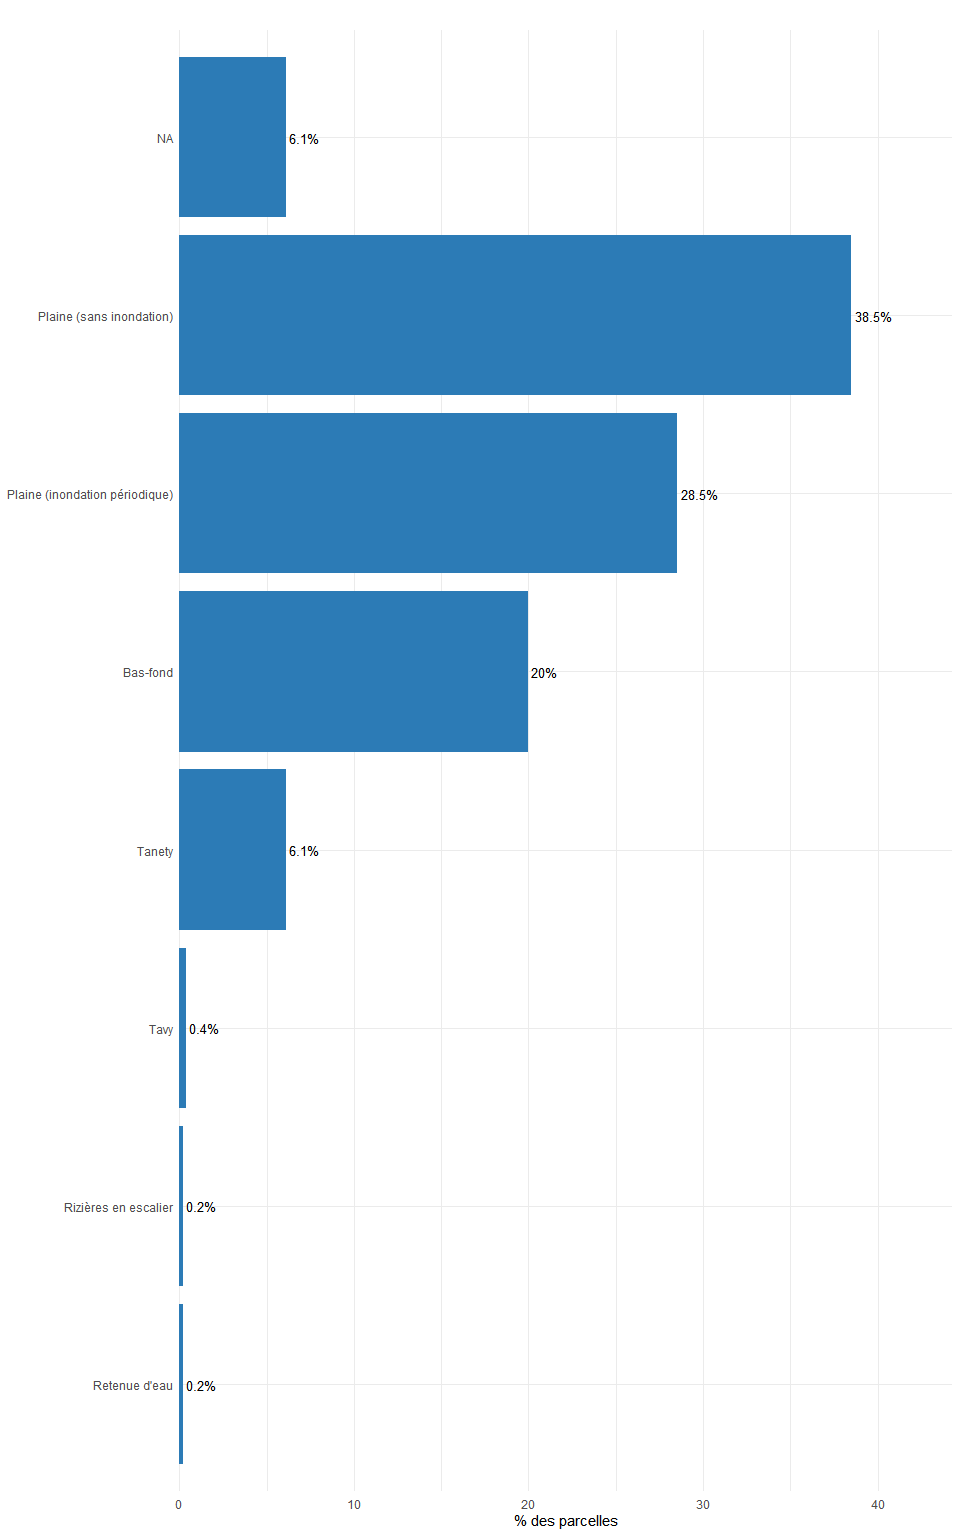 NA
6.1%
Plaine (sans inondation)
38.5%
Plaine (inondation périodique)
28.5%
Bas-fond
20%
Tanety
6.1%
Tavy
0.4%
Rizières en escalier
0.2%
Retenue d'eau
0.2%
0 10 20 30 40
% des parcelles